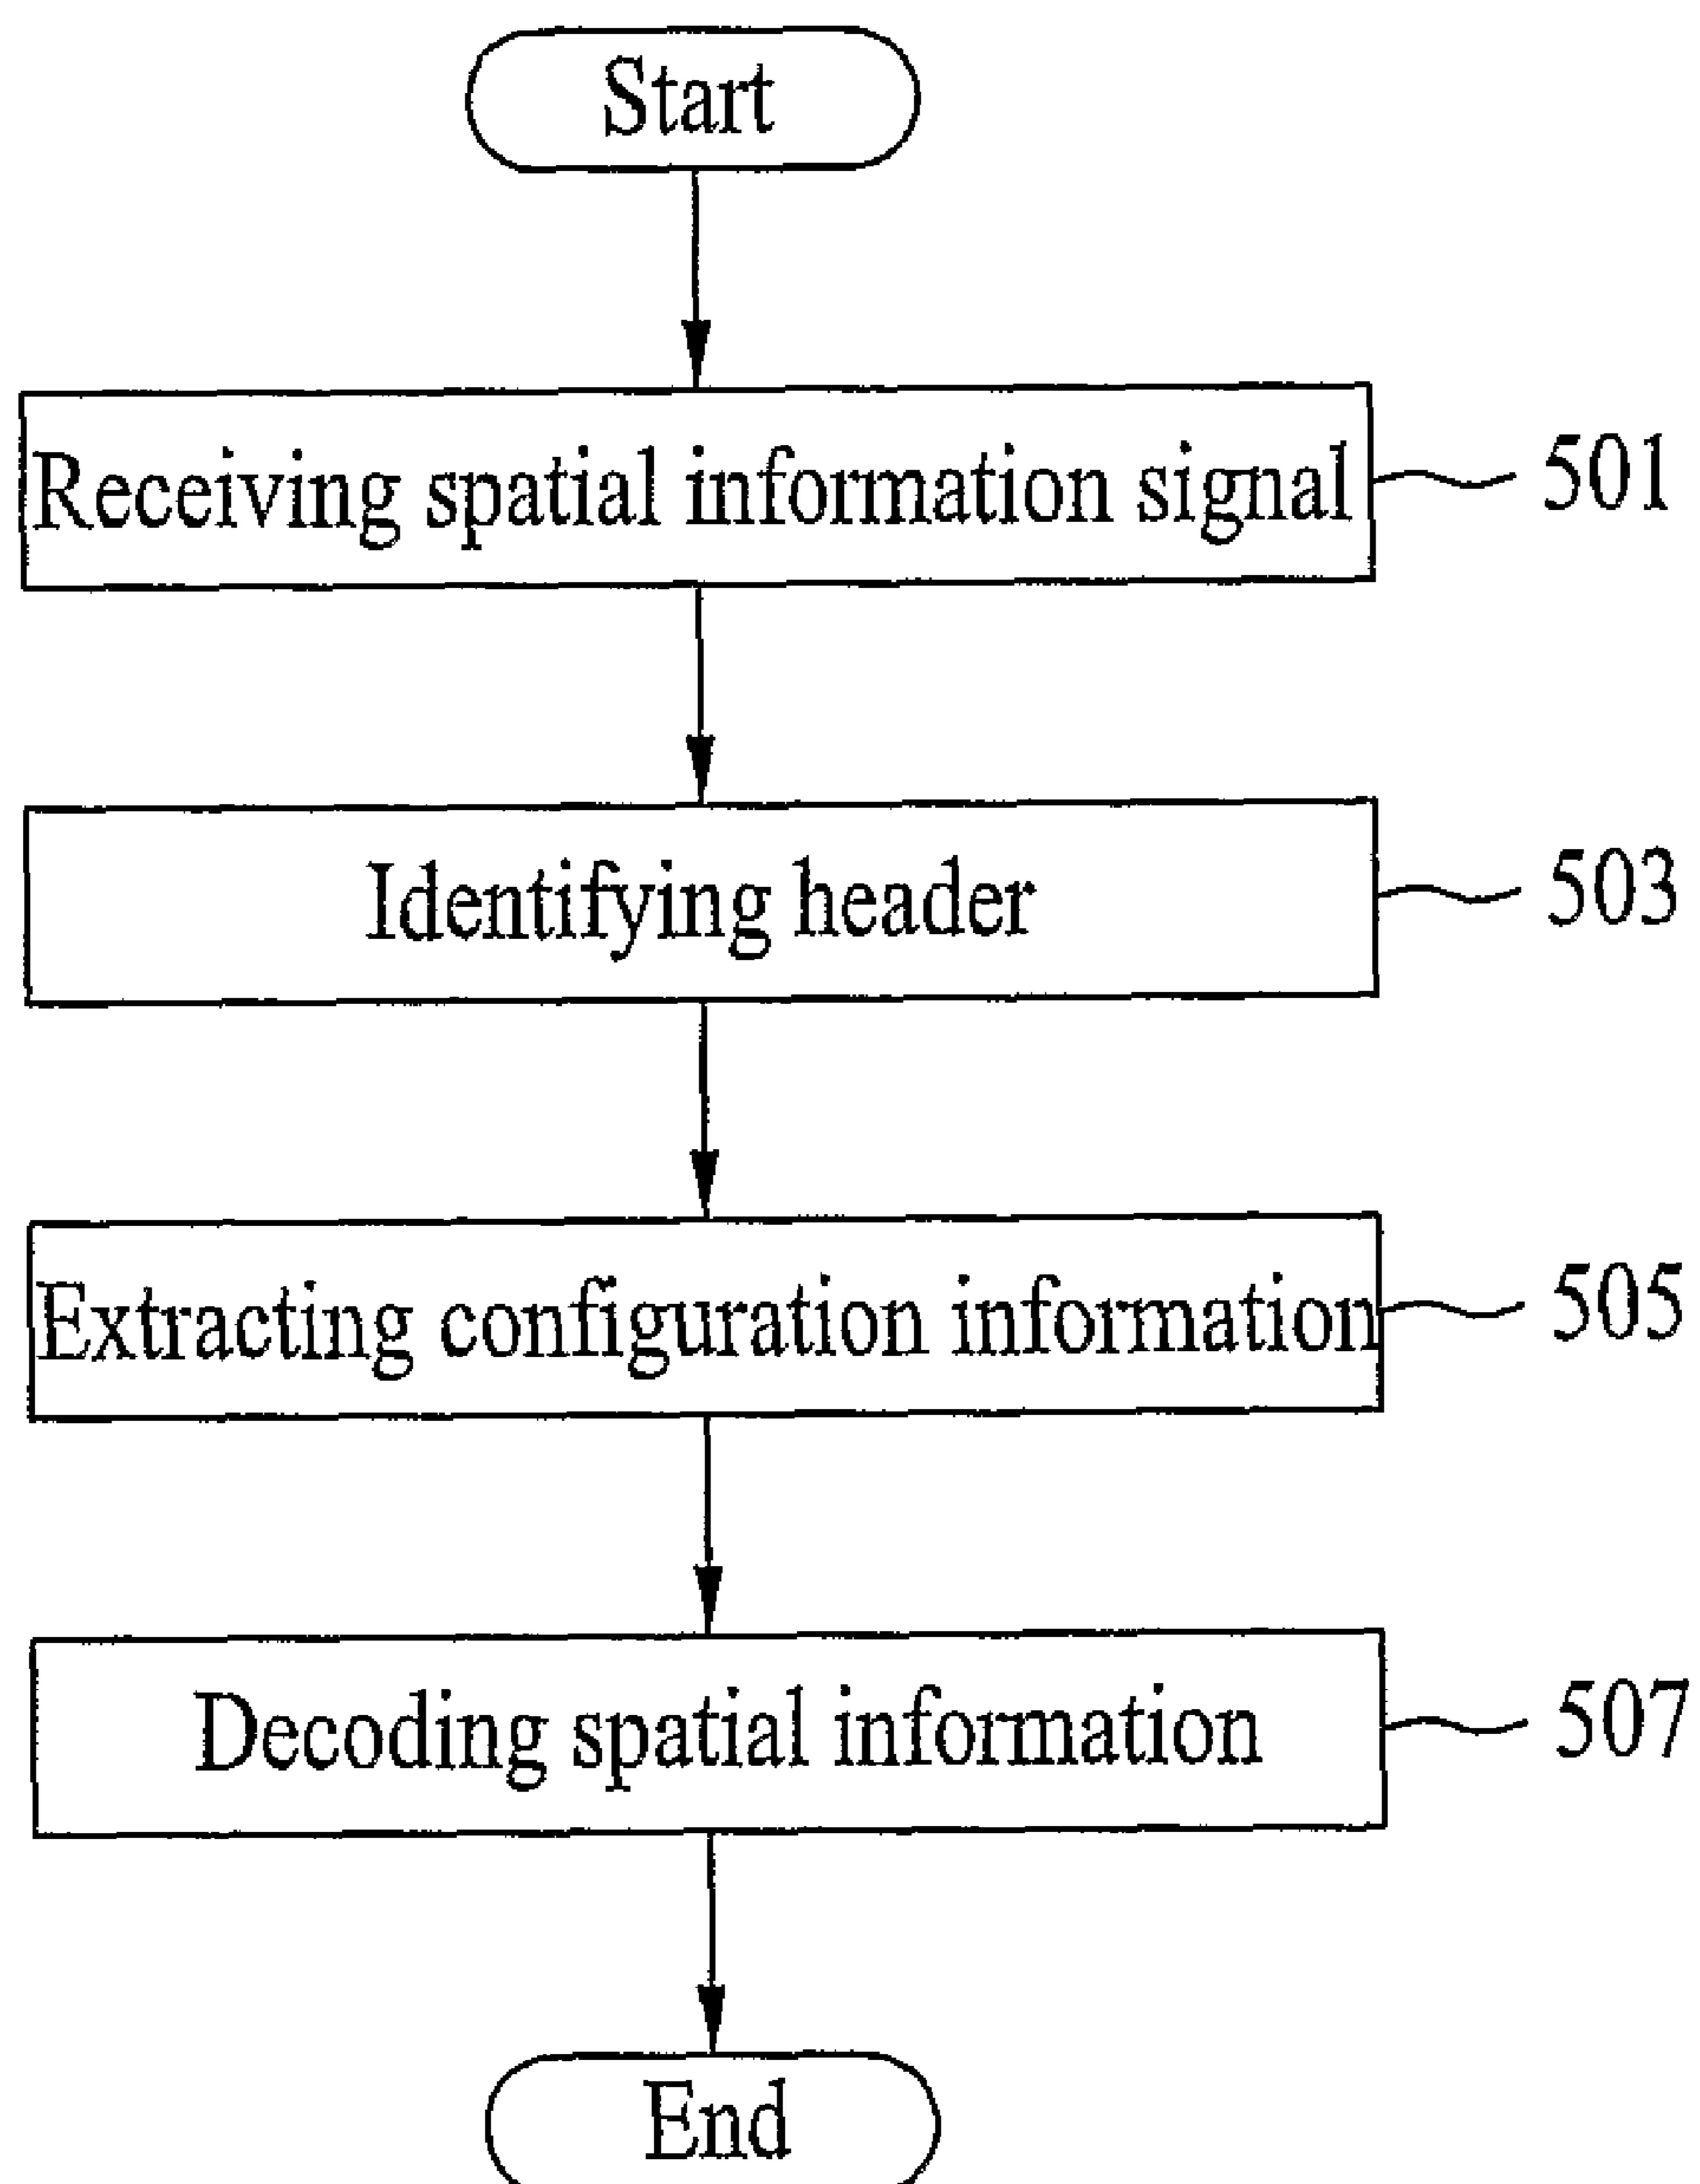 Start
Receiving spatial information signal
501
Identifying header
503
Extracting configuration information
505
Decoding spatial information
507
End